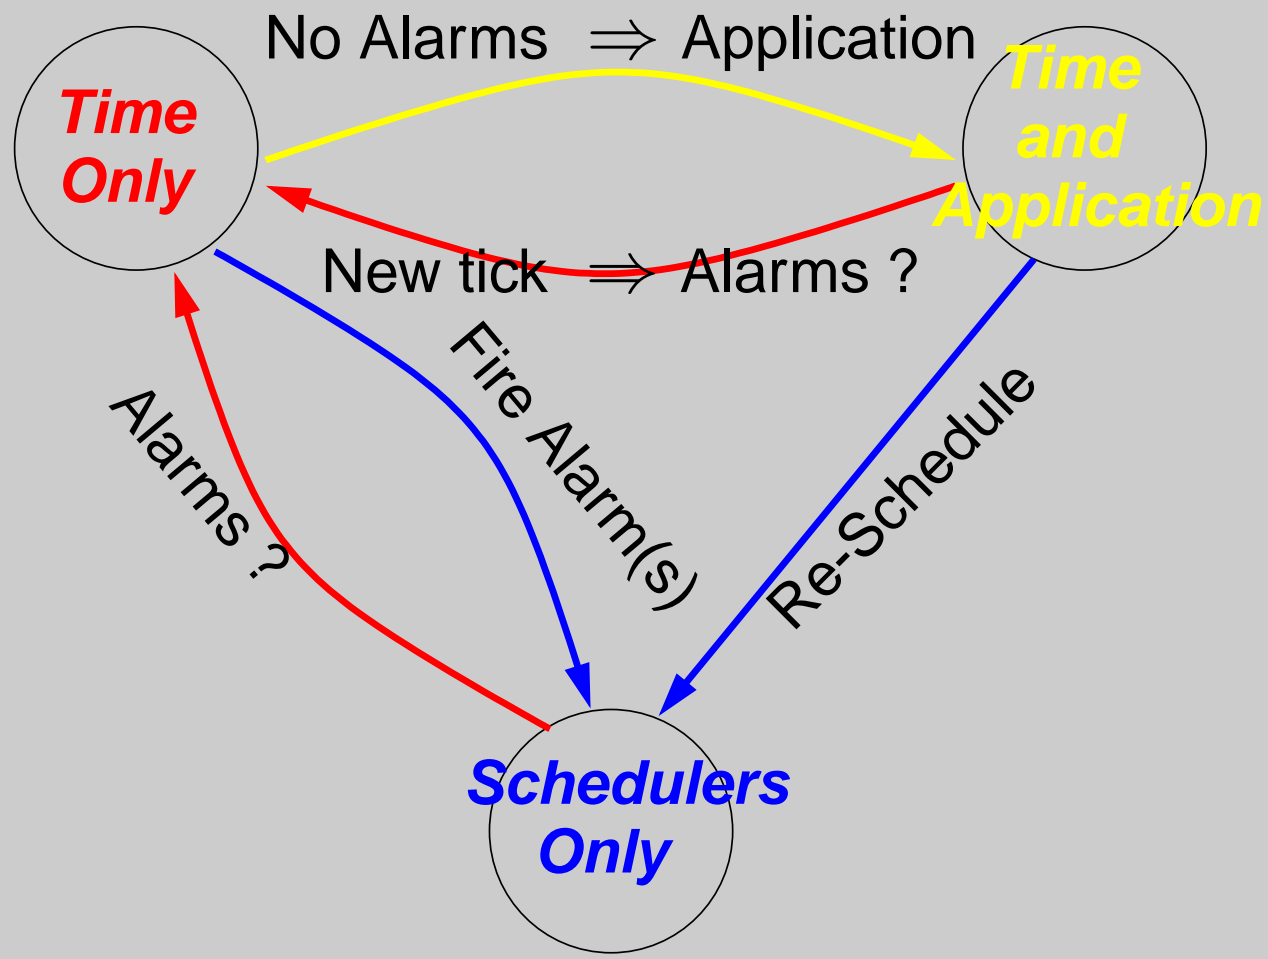 No Alarms ⇒ Application
Time
Only
Time
and
Application
New tick ⇒ Alarms ?
Fire Alarm(s)
Alarms ?
Re-Schedule
Schedulers
Only